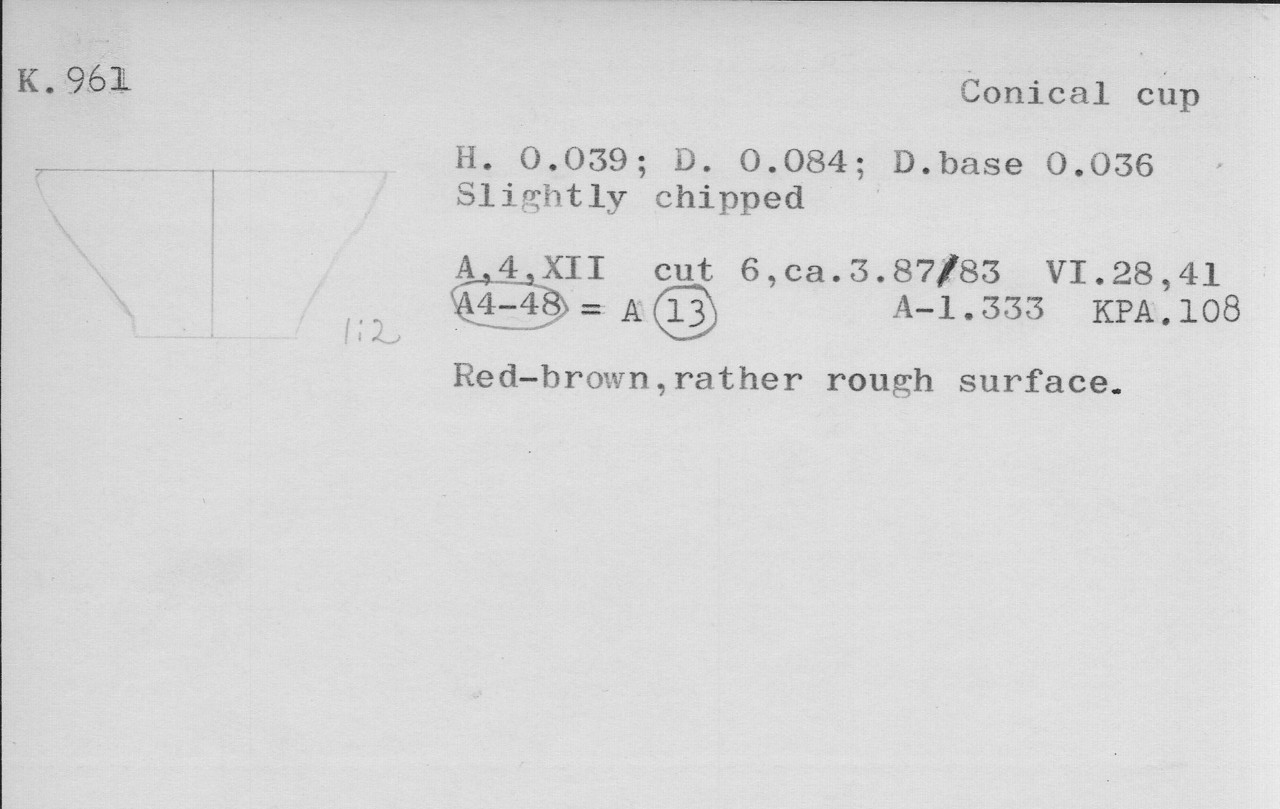 K.961
Conical cup
H. 0.039; D. 0.084; D.base 0.036
Slightly chipped
A,4,XII cut 6,ca.3.87/83 VI.28,41
A4-48 = A 13 A-1.333 KPA.108
1:2
Red-brown,rather rough surface.